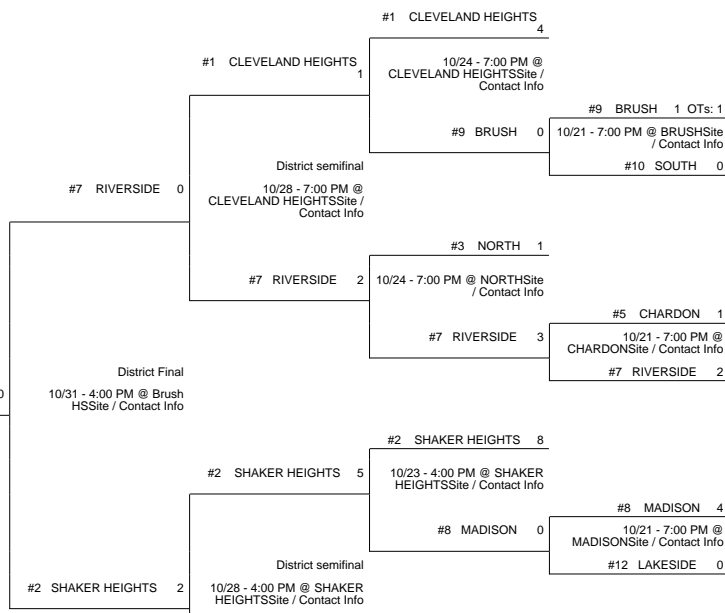 #1 CLEVELAND HEIGHTS
4
#1 CLEVELAND HEIGHTS
1
10/24 - 7:00 PM @
CLEVELAND HEIGHTSSite /
Contact Info
#9 BRUSH 1 OTs: 1
#9 BRUSH 0
10/21 - 7:00 PM @ BRUSHSite
/ Contact Info
District semifinal
#10 SOUTH 0
#7 RIVERSIDE 0
10/28 - 7:00 PM @
CLEVELAND HEIGHTSSite /
Contact Info
#3 NORTH 1
#7 RIVERSIDE 2
10/24 - 7:00 PM @ NORTHSite
/ Contact Info
#5 CHARDON 1
#7 RIVERSIDE 3
10/21 - 7:00 PM @
CHARDONSite / Contact Info
District Final
#7 RIVERSIDE 2
10/31 - 4:00 PM @ Brush
HSSite / Contact Info
#2 SHAKER HEIGHTS 8
#2 SHAKER HEIGHTS 5
10/23 - 4:00 PM @ SHAKER
HEIGHTSSite / Contact Info
#8 MADISON 4
#8 MADISON 0
10/21 - 7:00 PM @
MADISONSite / Contact Info
District semifinal
#12 LAKESIDE 0
#2 SHAKER HEIGHTS 2
10/28 - 4:00 PM @ SHAKER
HEIGHTSSite / Contact Info